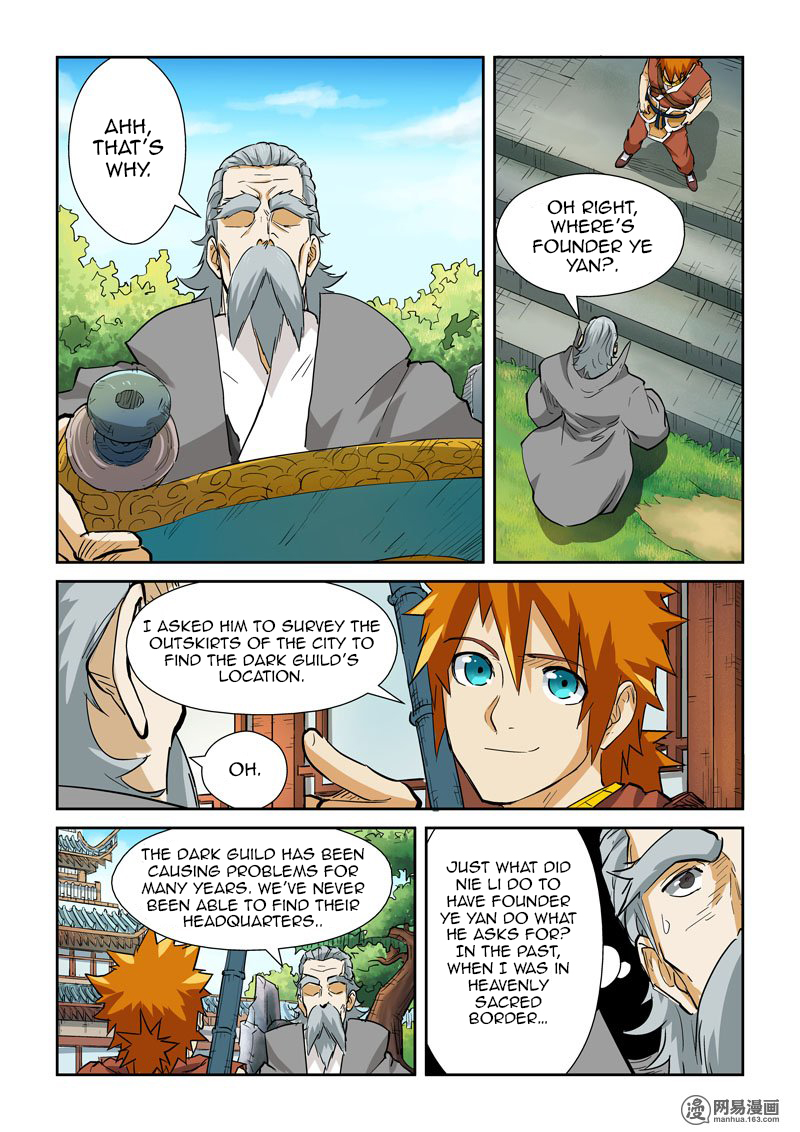 AHH,
THAT'S
WHY.
OH RIGHT,
WHERE'S
FOUNDER YE
YAN?.
I ASKED HIM TO SURVEY THE
OUTSKIRTS OF THE CITY TO
FIND THE DARK GUILD'S
LOCATION.
OH.
THE DARK GUILD HAS BEEN
CAUSING PROBLEMS FOR
MANY YEARS. WE'VE NEVER
BEEN ABLE TO FIND THEIR
HEADQUARTERS..
JUST WHAT DID
NIE LI DO TO
HAVE FOUNDER
YE YAN DO WHAT
HE ASKS FOR?
IN THE PAST,
WHEN I WAS IN
HEAVENLY
SACRED
BORDER...
漫 网易漫画
manhua.163.com